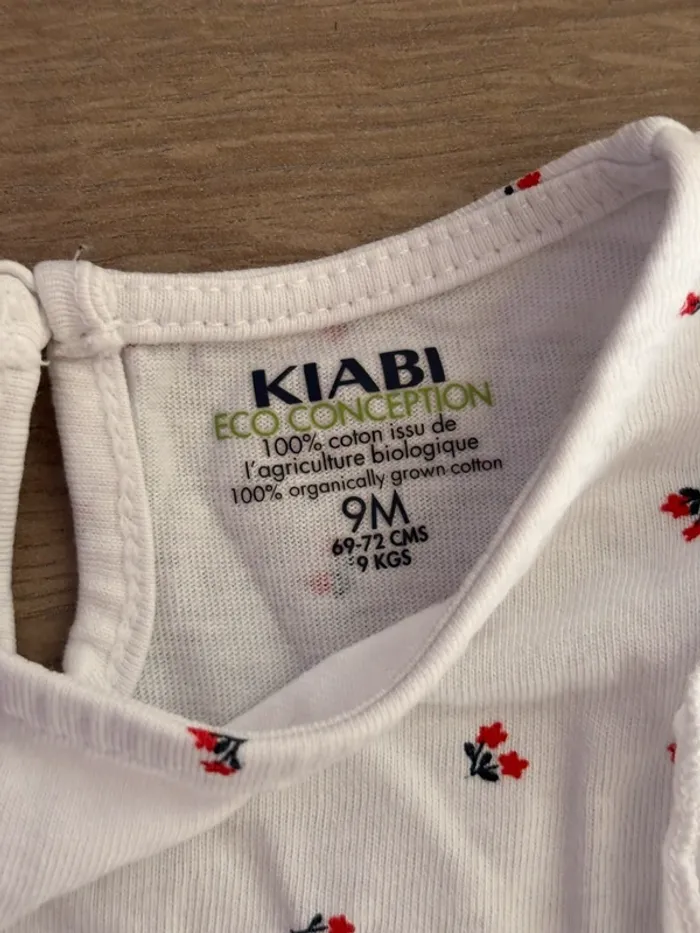 KIABI
ECO CONCEPTION
100% coton issu de
l'agriculture biologique
100% organically grown cotton
9M
69-72 CMS
9 KGS